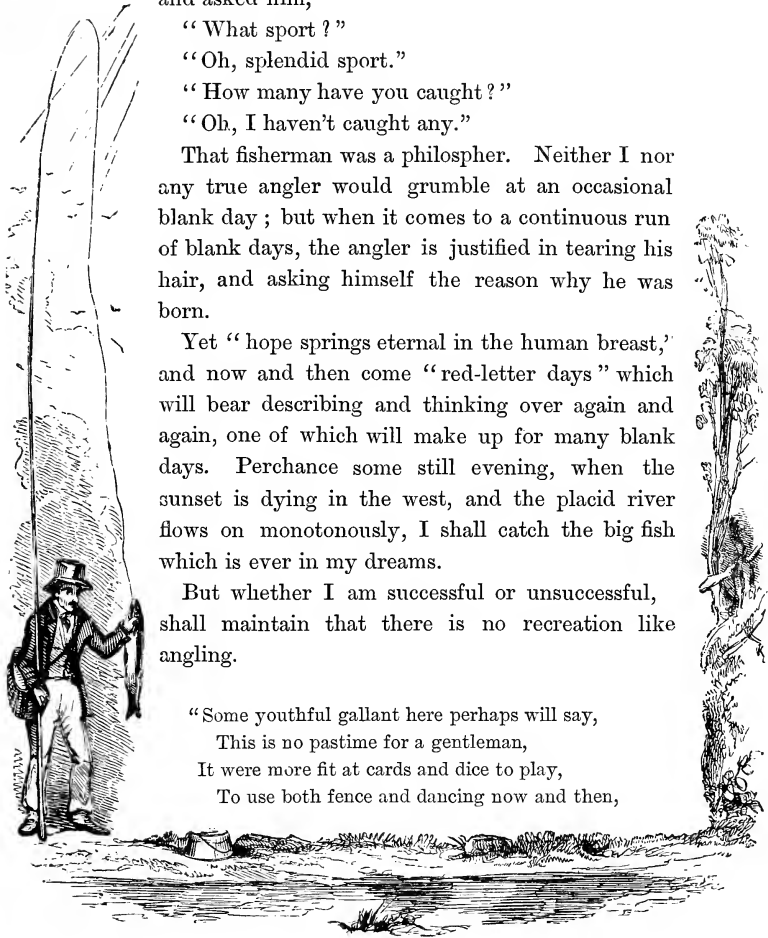 and asked him,
“ What sport ? ”
“ Oh, splendid sport.”
“ How many have you caught ? ”
“ Oh, I haven't caught any.”
That fisherman was a philospher. Neither I nor
any true angler would grumble at an occasional
blank day ; but when it comes to a continuous run
of blank days, the angler is justified in tearing his
hair, and asking himself the reason why he was
born.
Yet “ hope springs eternal in the human breast,’
and now and then come “ red-letter days ” which
will bear describing and thinking over again and
again, one of which will make up for many blank
days. Perchance some still evening, when the
sunset is dying in the west, and the placid river
flows on monotonously, I shall catch the big fish
which is ever in my dreams.
But whether I am successful or unsuccessful,
shall maintain that there is no recreation like
angling.
“ Some youthful gallant here perhaps will say,
This is no pastime for a gentleman,
It were more fit at cards and dice to play,
To use both fence and dancing now and then,